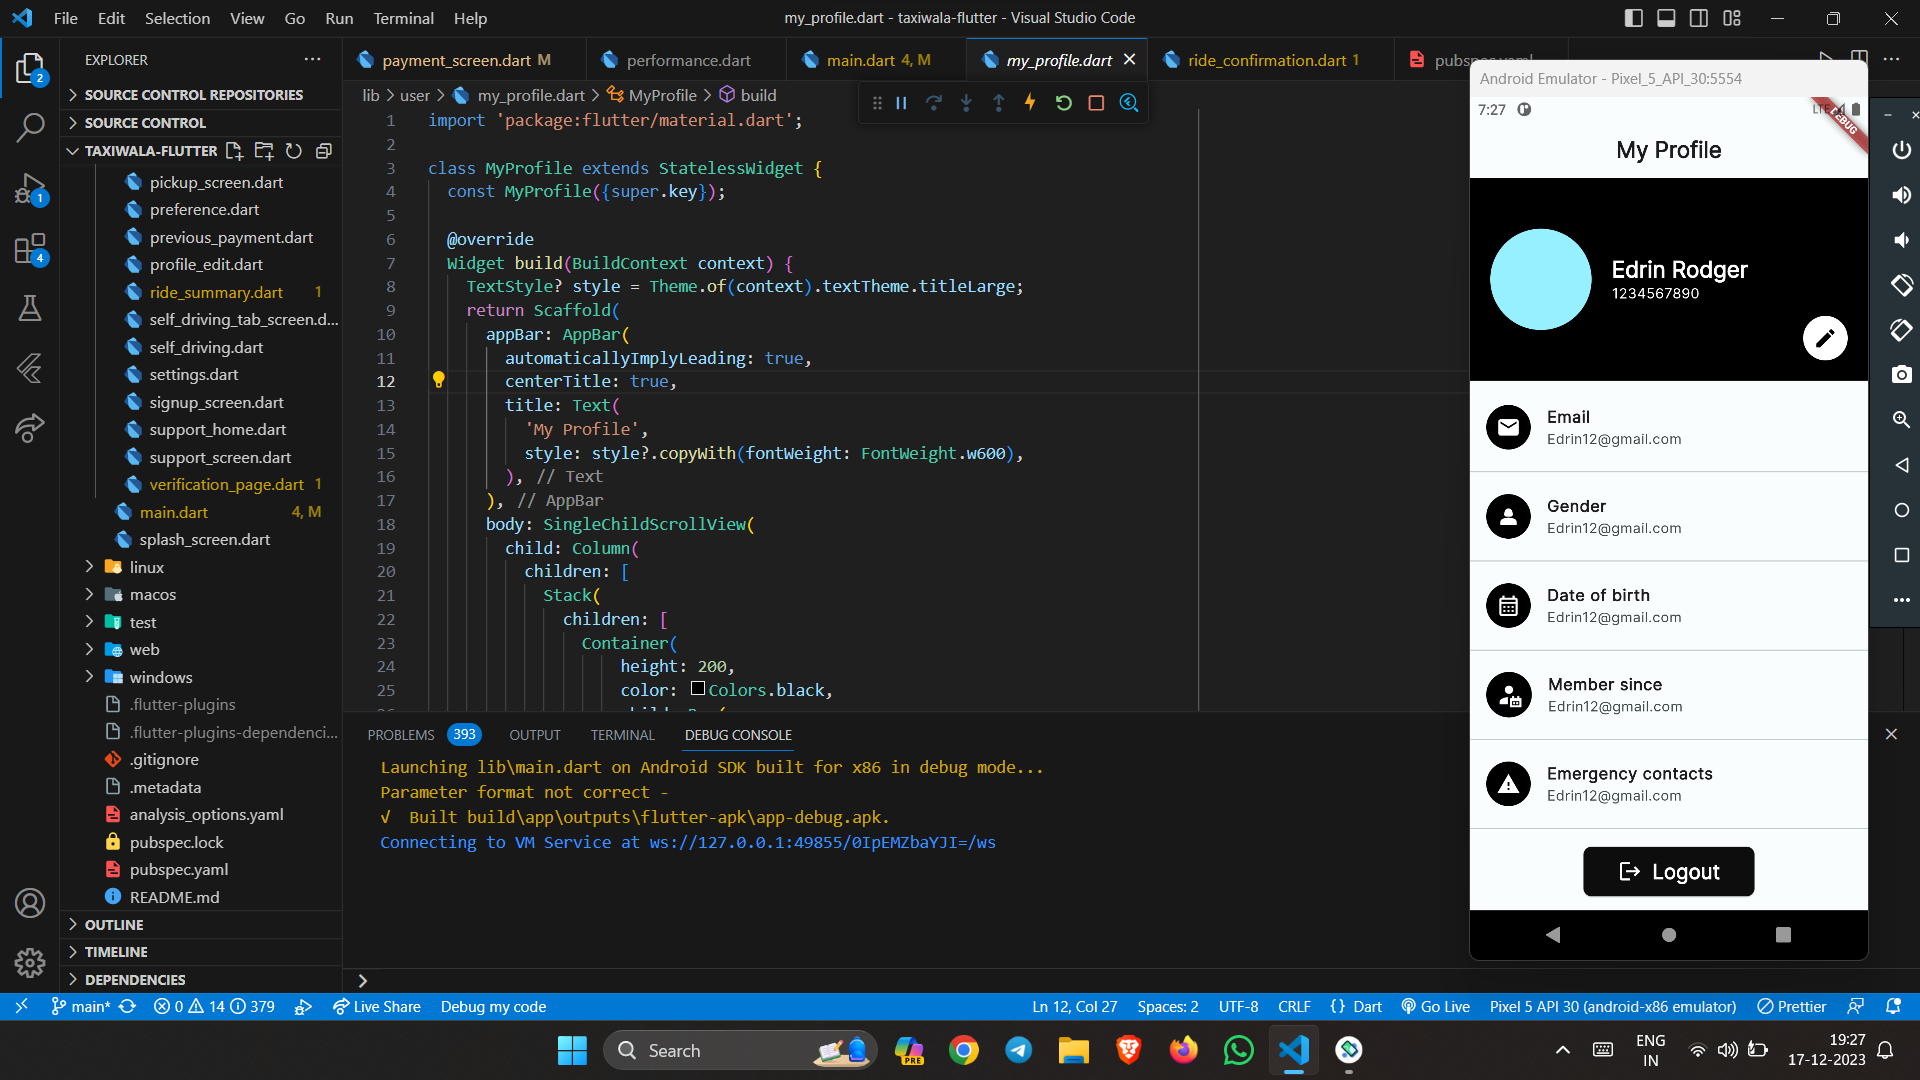 File Edit Selection View Go Run Terminal Help
my_profile.dart - taxiwala-flutter - Visual Studio Code
EXPLORER
SOURCE CONTROL REPOSITORIES
SOURCE CONTROL
TAXIWALA-FLUTTER
pickup_screen.dart
preference.dart
previous_payment.dart
profile_edit.dart
ride_summary.dart 1
self_driving_tab_screen.d...
self_driving.dart
settings.dart
signup_screen.dart
support_home.dart
support_screen.dart
verification_page.dart 1
main.dart 4, M
splash_screen.dart
linux
macos
test
web
windows
.flutter-plugins
.flutter-plugins-dependenci...
.gitignore
.metadata
analysis_options.yaml
pubspec.lock
pubspec.yaml
README.md
OUTLINE
TIMELINE
DEPENDENCIES
2
1
4
payment_screen.dart M performance.dart main.dart 4, M my_profile.dart ride_confirmation.dart 1
lib > user > my_profile.dart > MyProfile > build
1 import 'package:flutter/material.dart';
2
3 class MyProfile extends StatelessWidget {
4 const MyProfile({super.key});
5
6 @override
7 Widget build(BuildContext context) {
8 TextStyle? style = Theme.of(context).textTheme.titleLarge;
9 return Scaffold(
10 appBar: AppBar(
11 automaticallyImplyLeading: true,
12 centerTitle: true,
13 title: Text(
14 'My Profile',
15 style: style?.copyWith(fontWeight: FontWeight.w600),
16 ), // Text
17 ), // AppBar
18 body: SingleChildScrollView(
19 child: Column(
20 children: [
21 Stack(
22 children: [
23 Container(
24 height: 200,
25 color: Colors.black,
PROBLEMS 393 OUTPUT TERMINAL DEBUG CONSOLE
Launching lib\main.dart on Android SDK built for x86 in debug mode...
Parameter format not correct -
√ Built build\app\outputs\flutter-apk\app-debug.apk.
Connecting to VM Service at ws://127.0.0.1:49855/0IpEMZbaYJI=/ws
Android Emulator - Pixel_5_API_30:5554
7:27
LTE
DEBUG
My Profile
Edrin Rodger
1234567890
Email
Edrin12@gmail.com
Gender
Edrin12@gmail.com
Date of birth
Edrin12@gmail.com
Member since
Edrin12@gmail.com
Emergency contacts
Edrin12@gmail.com
Logout
main* 0 14 379 Live Share Debug my code
Ln 12, Col 27 Spaces: 2 UTF-8 CRLF {} Dart Go Live Pixel 5 API 30 (android-x86 emulator) Prettier
Search
PRE
ENG
IN
19:27
17-12-2023